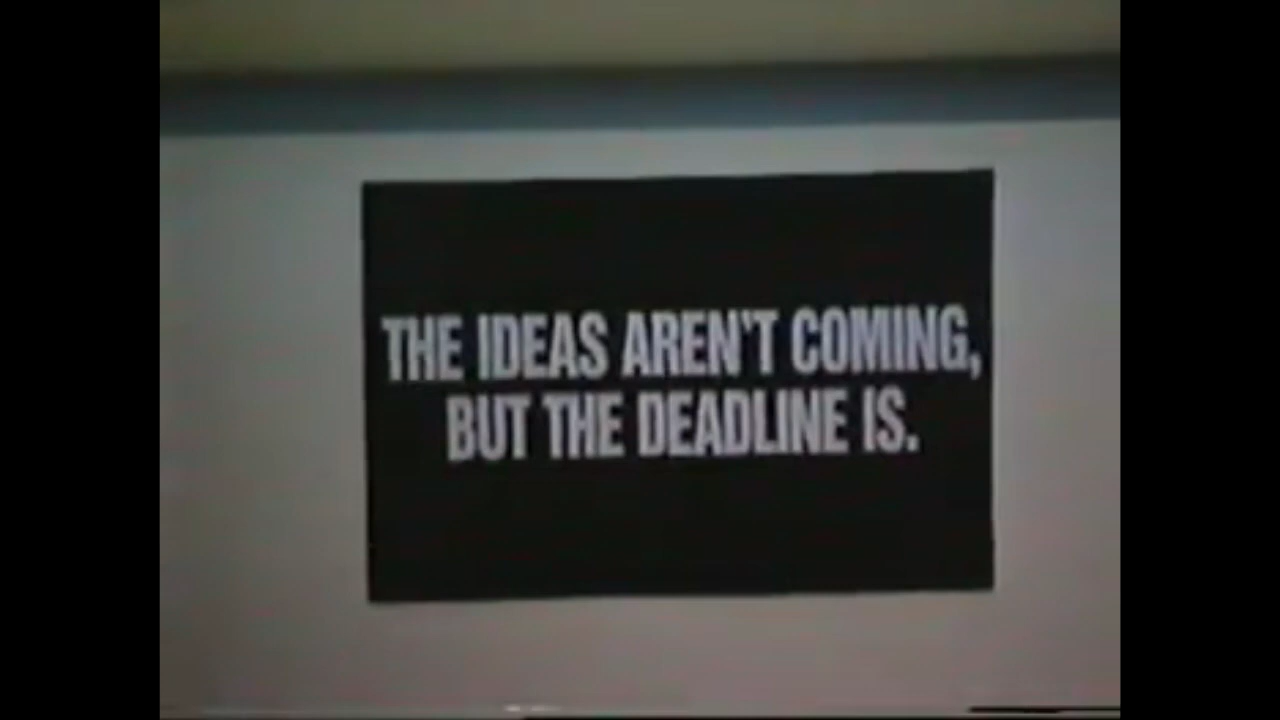 THE IDEAS AREN'T COMING,
BUT THE DEADLINE IS.